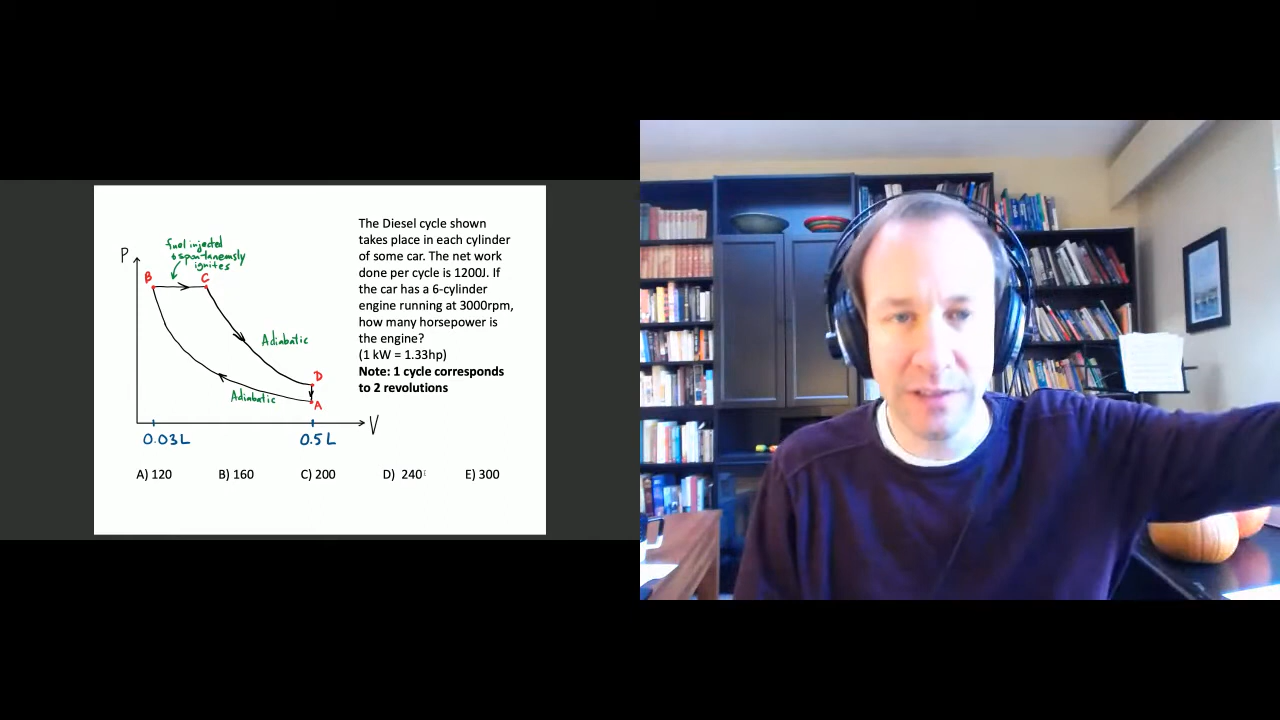 The Diesel cycle shown
takes place in each cylinder
of some car. The net work
done per cycle is 1200J. If
the car has a 6-cylinder
engine running at 3000rpm,
how many horsepower is
the engine?
(1 kW = 1.33hp)
Note: 1 cycle corresponds
to 2 revolutions
P
fuel injected
& spontaneously
ignites
B
C
Adiabatic
D
Adiabatic
A
V
0.03L
0.5L
A) 120
B) 160
C) 200
D) 240
E) 300